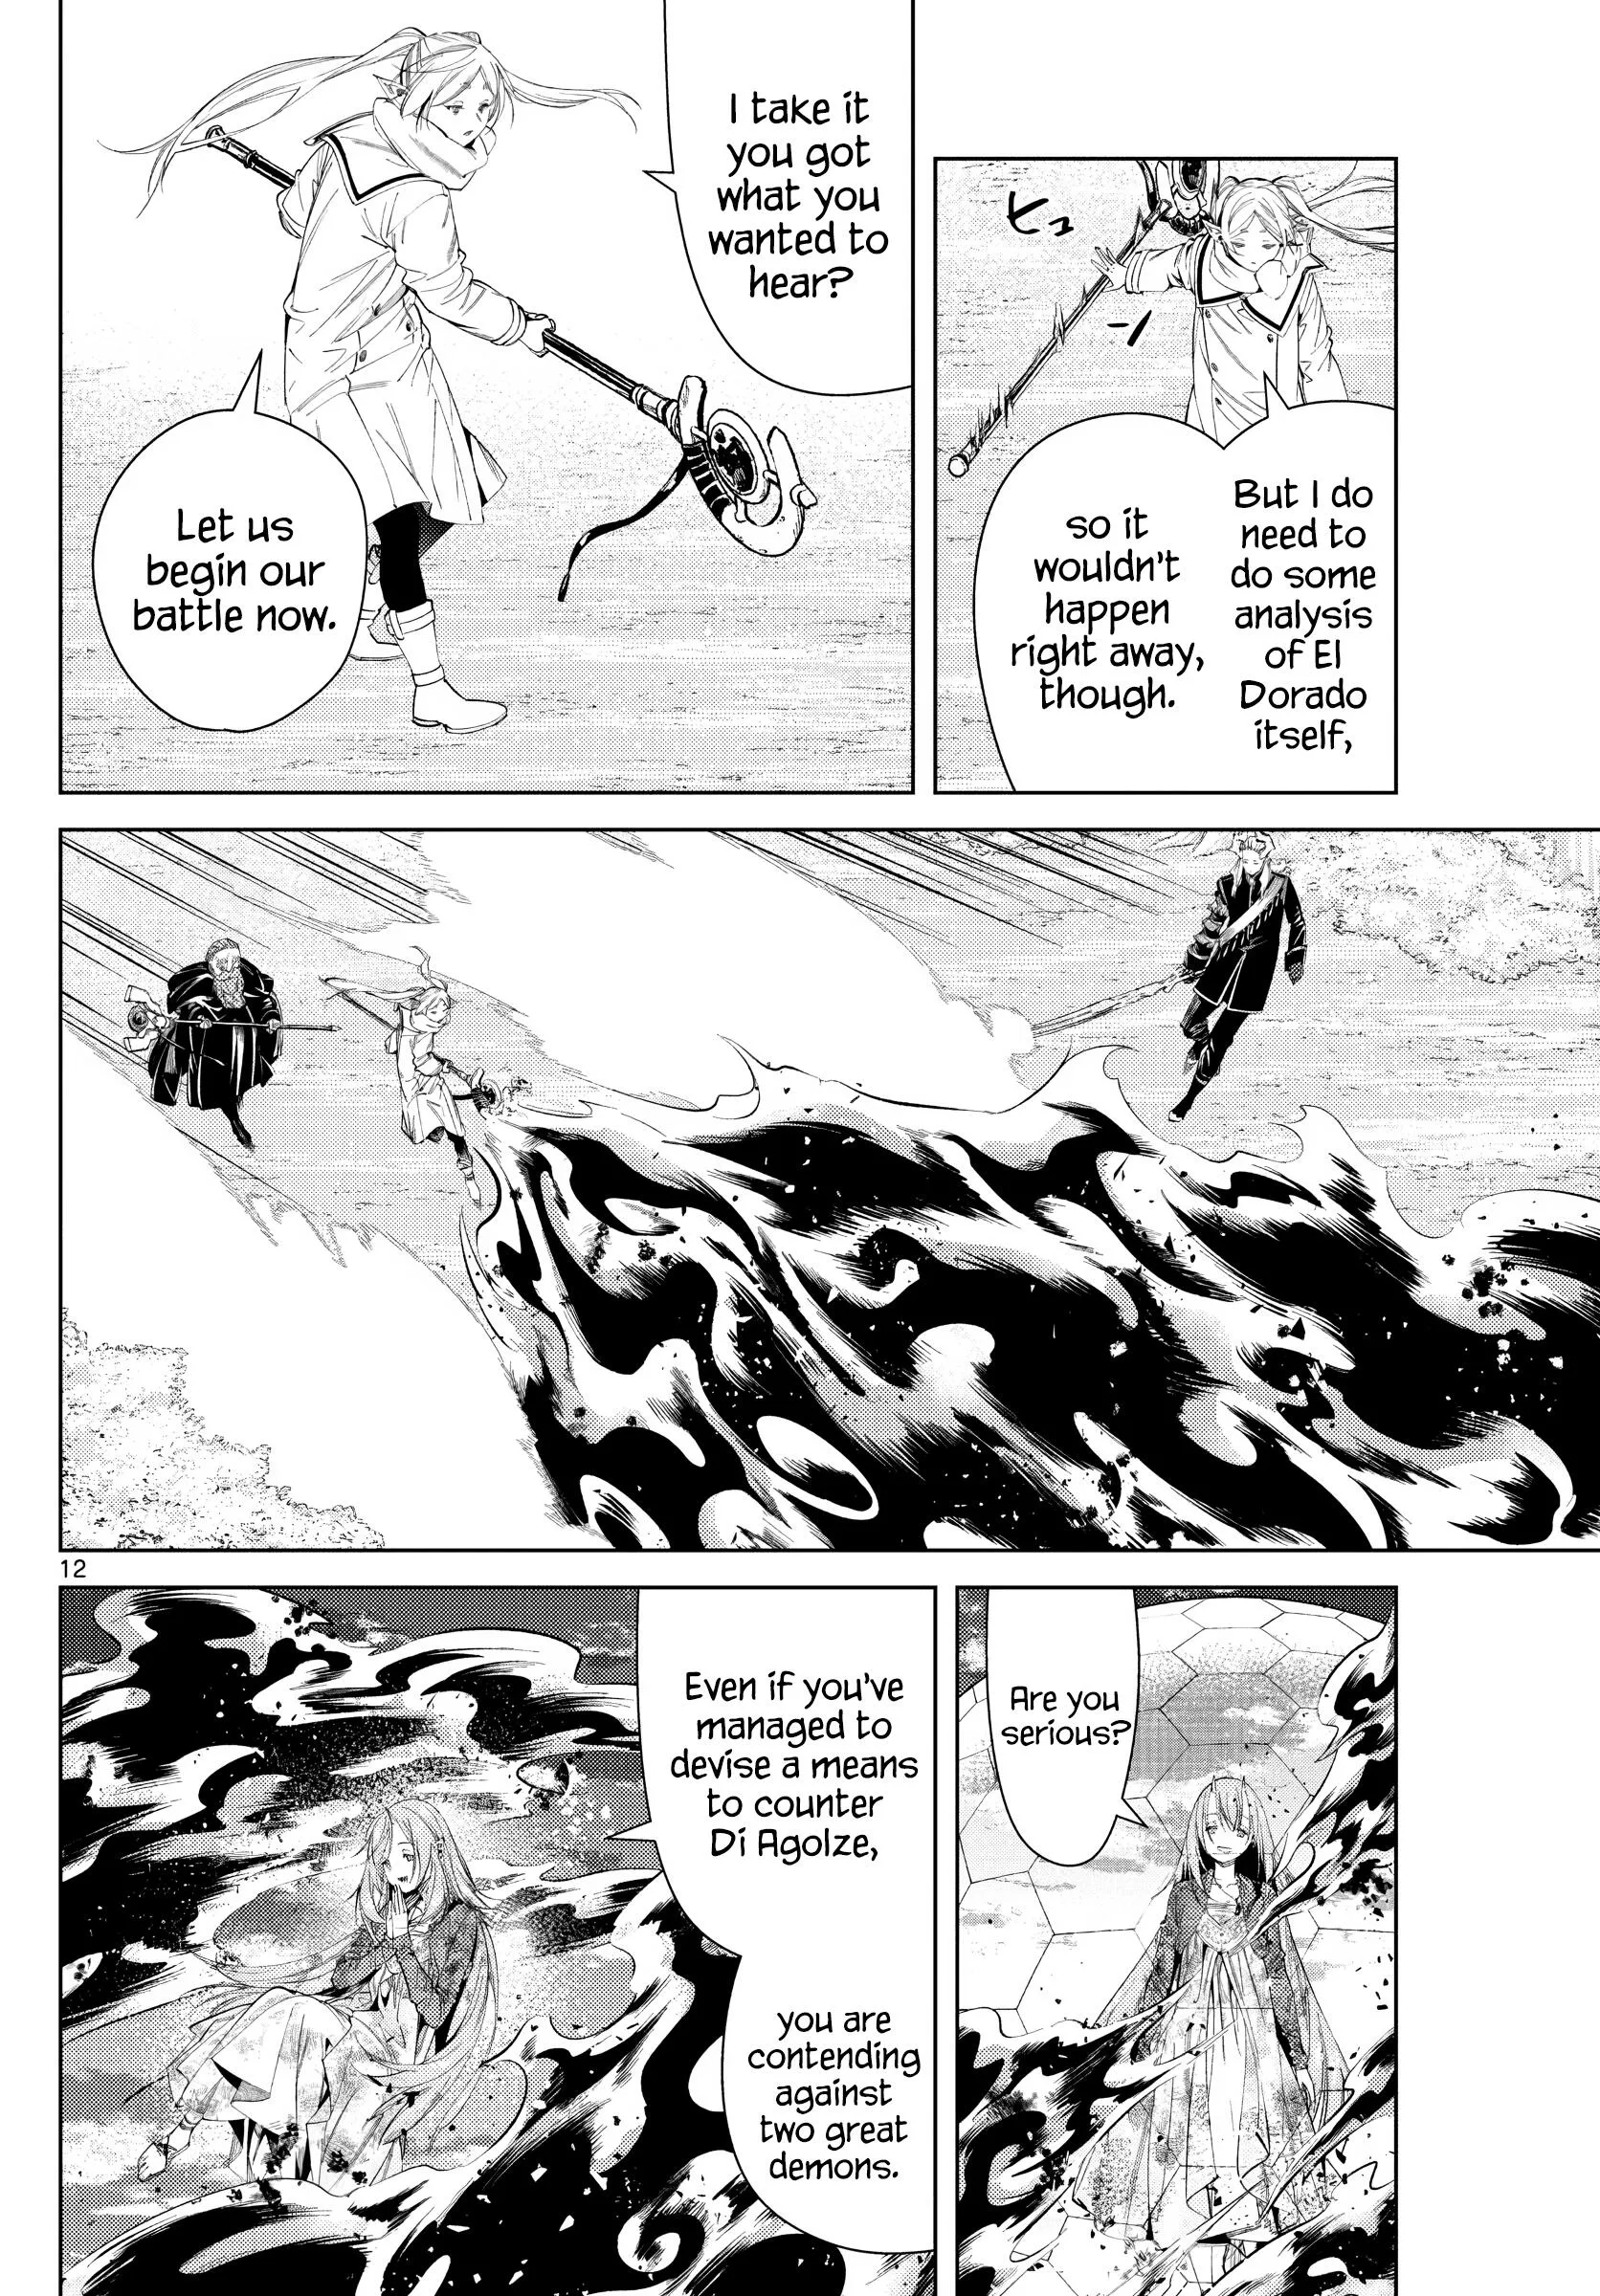 But I do
need to
do some
analysis
of El
Dorado
itself,
so it
wouldn't
happen
right away,
though.
ヒュ
ー
I take it
you got
what you
wanted to
hear?
Let us
begin our
battle now.
12
Are you
serious?
Even if you've
managed to
devise a means
to counter
Di Agolze,
you are
contending
against
two great
demons.